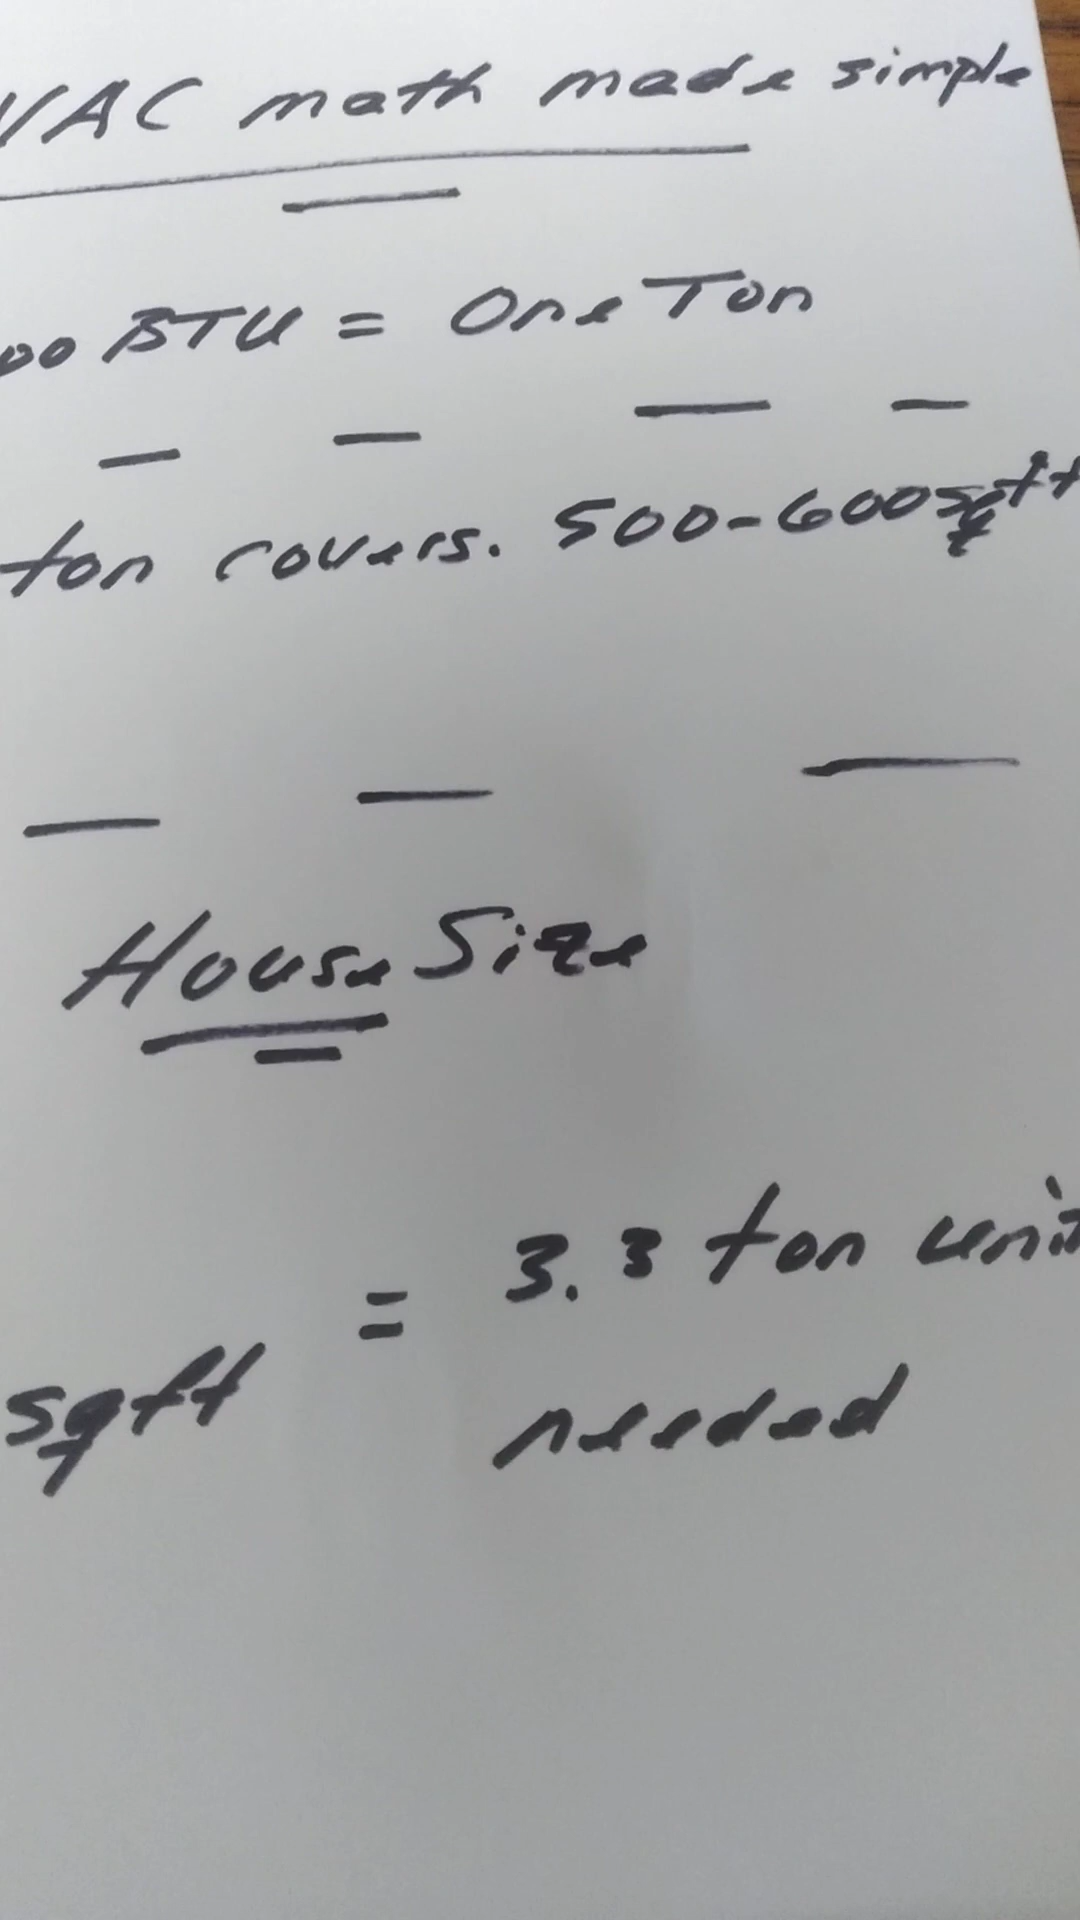 VAC math made simple
00 BTU = One Ton
ton covers. 500-600 sqft
House Size
= 3.3 ton unit
sqft needed